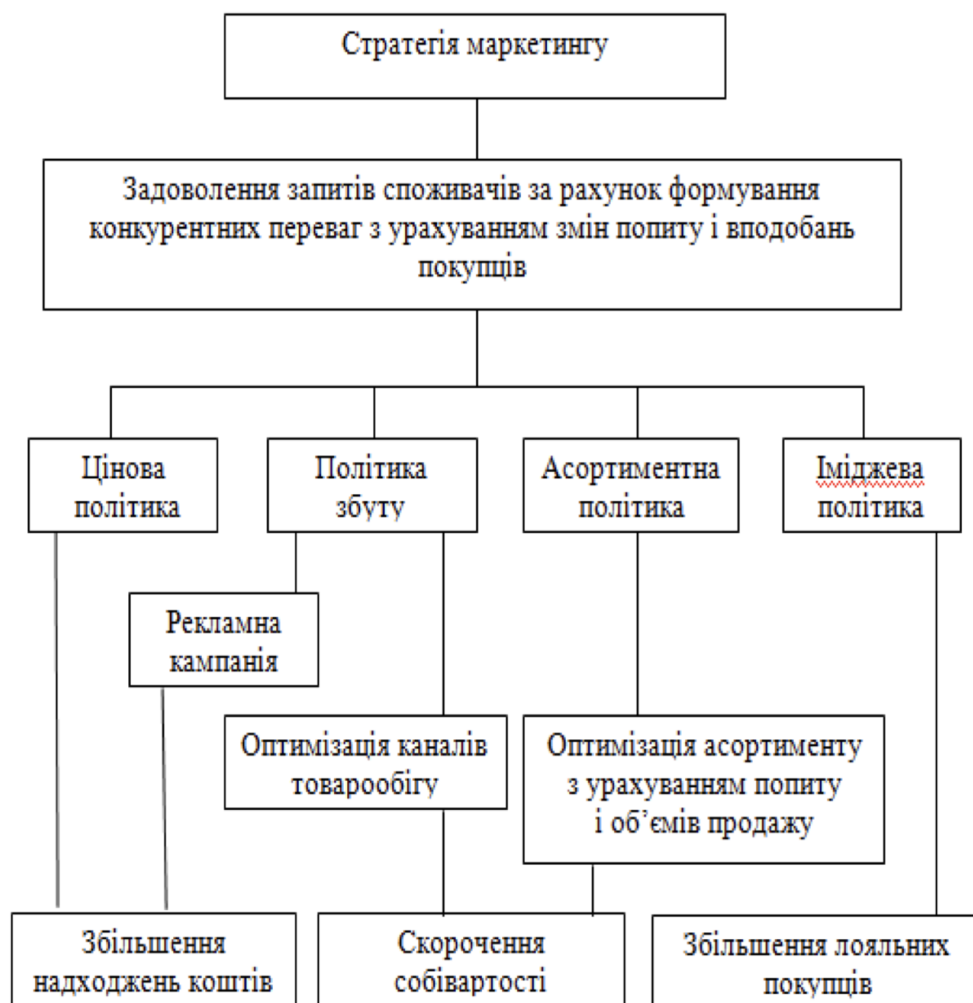 Стратегія маркетингу
Задоволення запитів споживачів за рахунок формування
конкурентних переваг з урахуванням змін попиту і вподобань
покупців
Цінова
політика
Політика
збуту
Асортиментна
політика
Іміджева
політика
Рекламна
кампанія
Оптимізація каналів
товарообігу
Оптимізація асортименту
з урахуванням попиту
і об’ємів продажу
Збільшення
надходжень коштів
Скорочення
собівартості
Збільшення лояльних
покупців